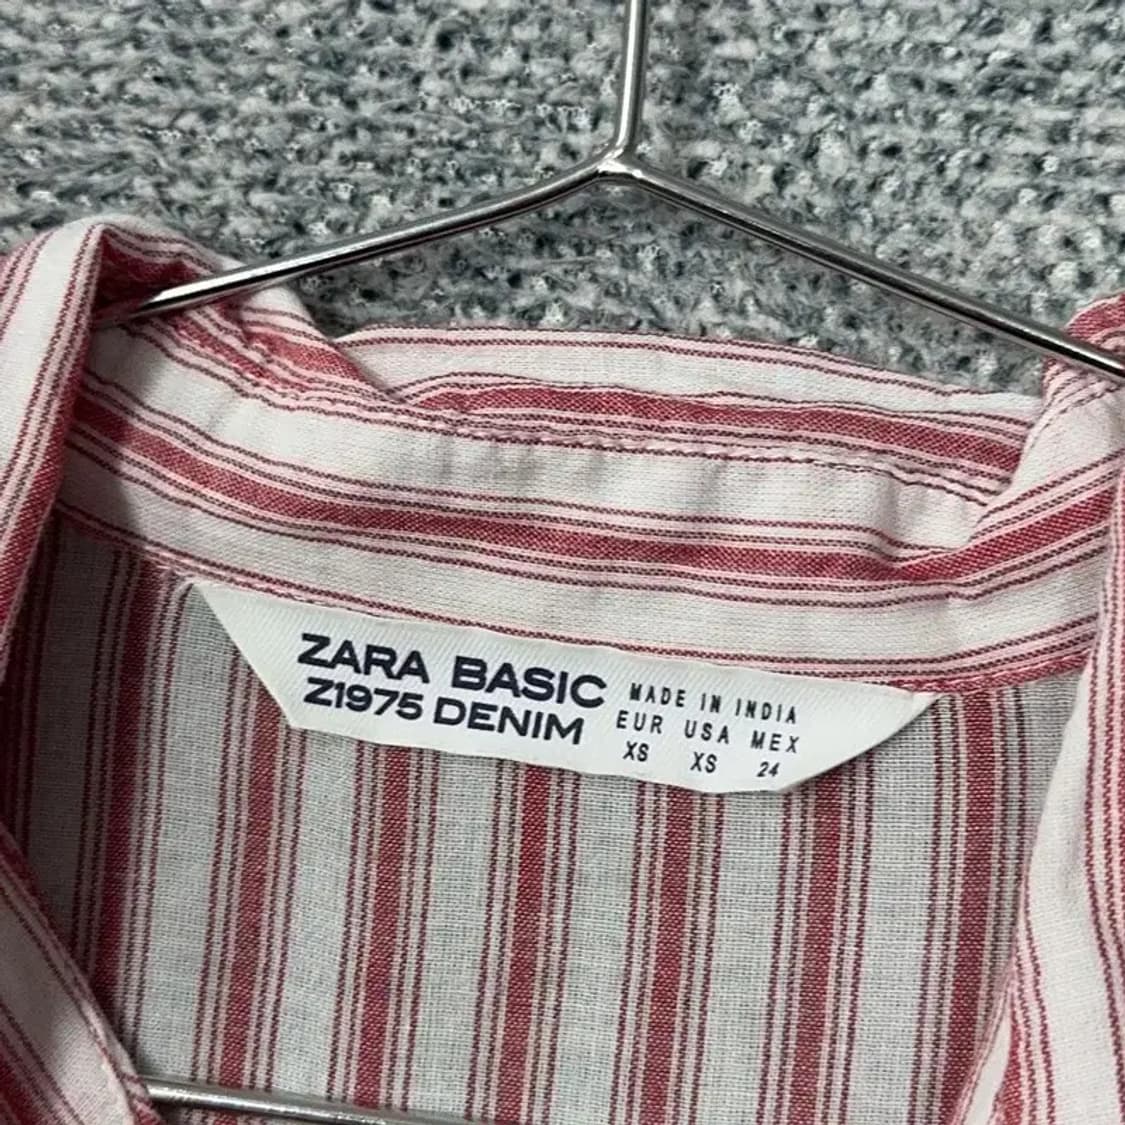 ZARA BASIC
Z1975 DENIM
MADE IN INDIA
EUR USA MEX
XS XS 24